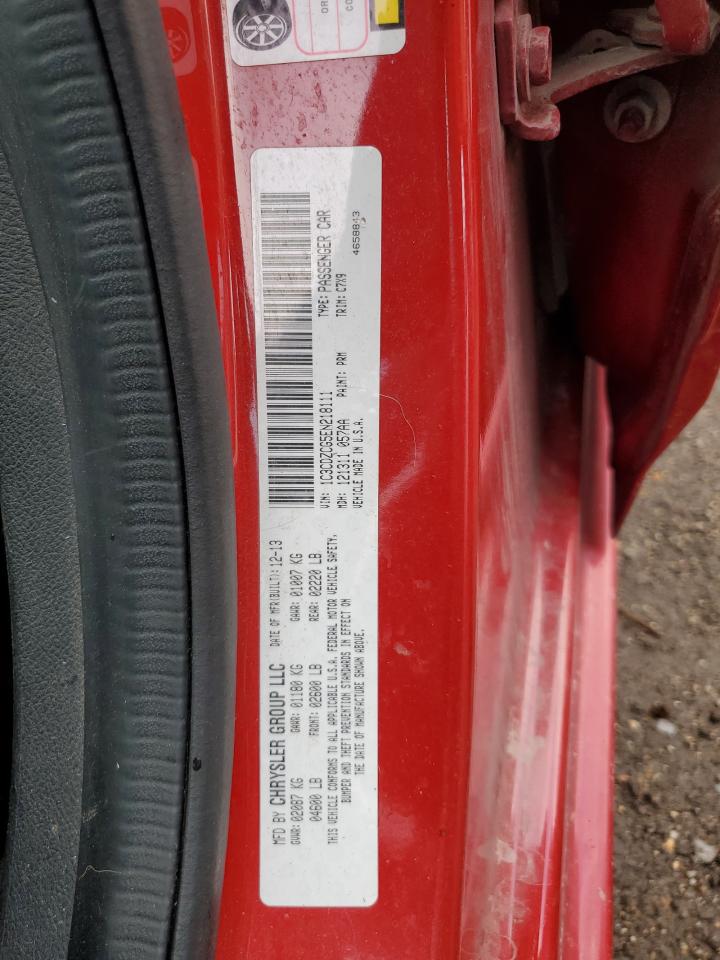 MFD BY CHRYSLER GROUP LLC DATE OF MFR(BUILT): 12-13
GVWR: 02087 KG GAWR: 01180 KG GAWR: 01007 KG
04600 LB FRONT: 02600 LB REAR: 02220 LB
THIS VEHICLE CONFORMS TO ALL APPLICABLE U.S.A. FEDERAL MOTOR VEHICLE SAFETY,
BUMPER AND THEFT PREVENTION STANDARDS IN EFFECT ON
THE DATE OF MANUFACTURE SHOWN ABOVE.
VIN: 1C3CDZCG5EN218111 TYPE: PASSENGER CAR
MDH: 121311 057AA PAINT: PRM TRIM: C7X9
VEHICLE MADE IN U.S.A. 4658843